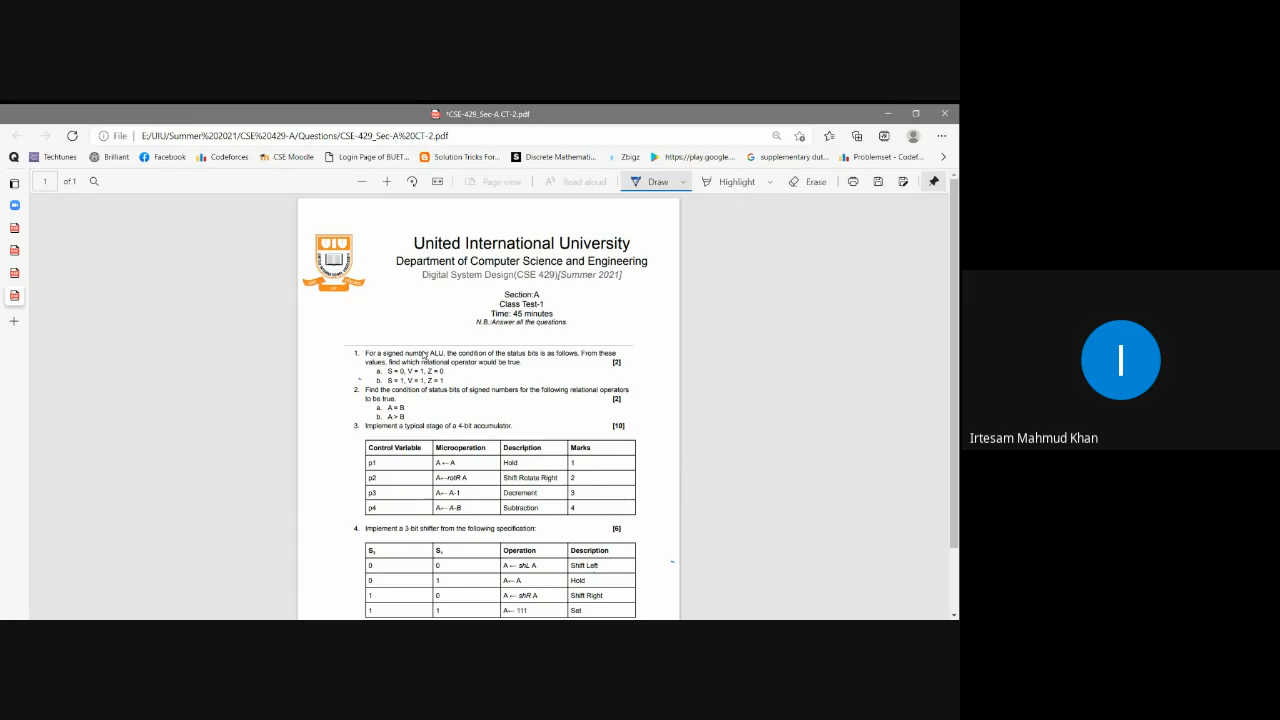 *CSE-429_Sec-A CT-2.pdf
File E:/UIU/Summer%202021/CSE%20429-A/Questions/CSE-429_Sec-A%20CT-2.pdf
Techtunes Brilliant Facebook Codeforces CSE Moodle Login Page of BUET... Solution Tricks For... Discrete Mathemati... Zbigz https://play.google... supplementary dut... Problemset - Codef...
1 of 1 Page view Read aloud Draw Highlight Erase
United International University
Department of Computer Science and Engineering
Digital System Design(CSE 429)[Summer 2021]
Section:A
Class Test-1
Time: 45 minutes
N.B.:Answer all the questions.
1. For a signed number ALU, the condition of the status bits is as follows. From these
values, find which relational operator would be true. [2]
a. S = 0, V = 1, Z = 0
b. S = 1, V = 1, Z = 1
2. Find the condition of status bits of signed numbers for the following relational operators
to be true. [2]
a. A = B
b. A > B
3. Implement a typical stage of a 4-bit accumulator. [10]
Control Variable Microoperation Description Marks
p1 A ← A Hold 1
p2 A←rotR A Shift Rotate Right 2
p3 A← A-1 Decrement 3
p4 A← A-B Subtraction 4
4. Implement a 3-bit shifter from the following specification: [6]
Operation Description
0 0 A ← shL A Shift Left
0 1 A← A Hold
1 0 A ← shR A Shift Right
1 1 A← 111 Set
I
Irtesam Mahmud Khan